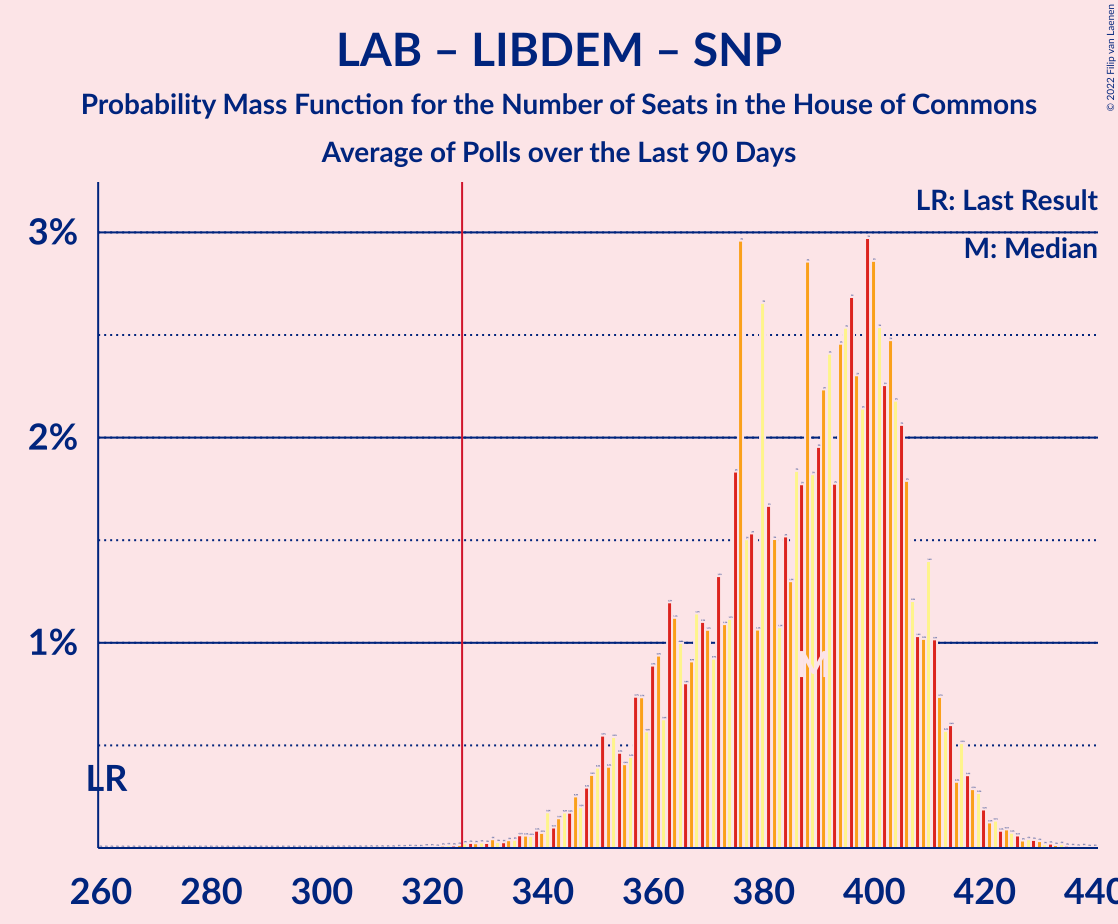 LAB – LIBDEM – SNP
Probability Mass Function for the Number of Seats in the House of Commons
Average of Polls over the Last 90 Days
© 2022 Filip van Laenen
LR: Last Result
M: Median
3%
2%
1%
M
LR
260 280 300 320 340 360 380 400 420 440